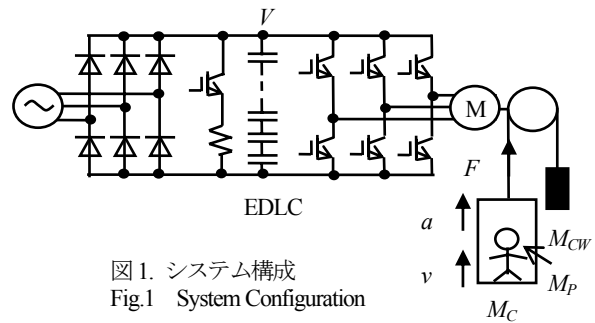 V
M
F
EDLC
a
M_CW
v
M_P
M_C
図1. システム構成
Fig.1 System Configuration